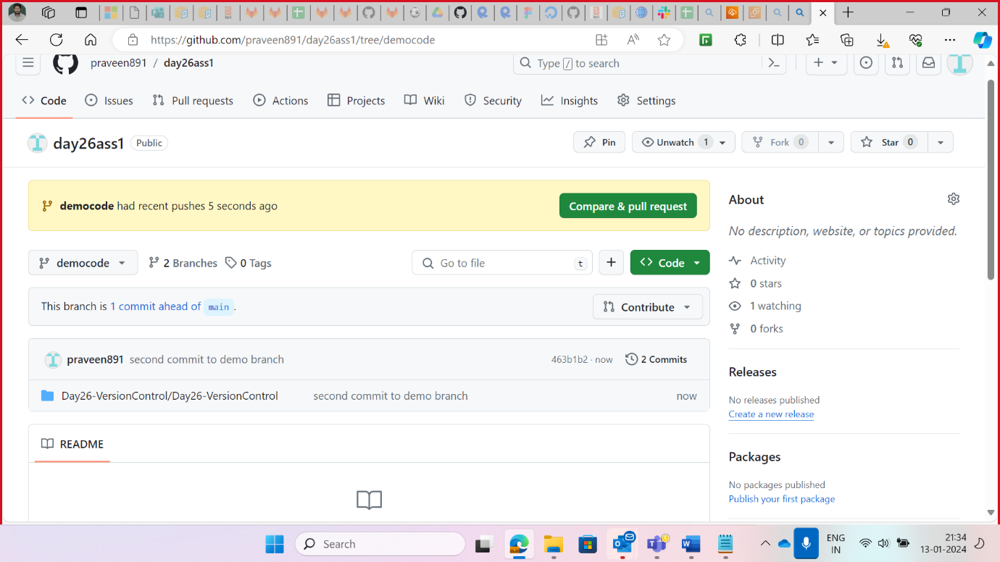 https://github.com/praveen891/day26ass1/tree/democode
praveen891 / day26ass1
Type / to search
Code Issues Pull requests Actions Projects Wiki Security Insights Settings
day26ass1 Public
Pin Unwatch 1 Fork 0 Star 0
democode had recent pushes 5 seconds ago
Compare & pull request
About
No description, website, or topics provided.
democode 2 Branches 0 Tags Go to file t Code
Activity
0 stars
1 watching
0 forks
This branch is 1 commit ahead of main .
Contribute
praveen891 second commit to demo branch 463b1b2 · now 2 Commits
Day26-VersionControl/Day26-VersionControl second commit to demo branch now
Releases
No releases published
Create a new release
README
Packages
No packages published
Publish your first package
Search
ENG
IN
21:34
13-01-2024